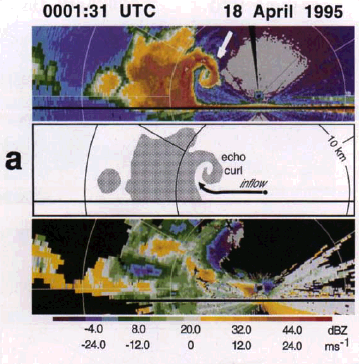 0001:31 UTC 18 April 1995
a
10 km
echo
curl
inflow
-4.0 8.0 20.0 32.0 44.0 dBZ
-24.0 -12.0 0 12.0 24.0 ms-1